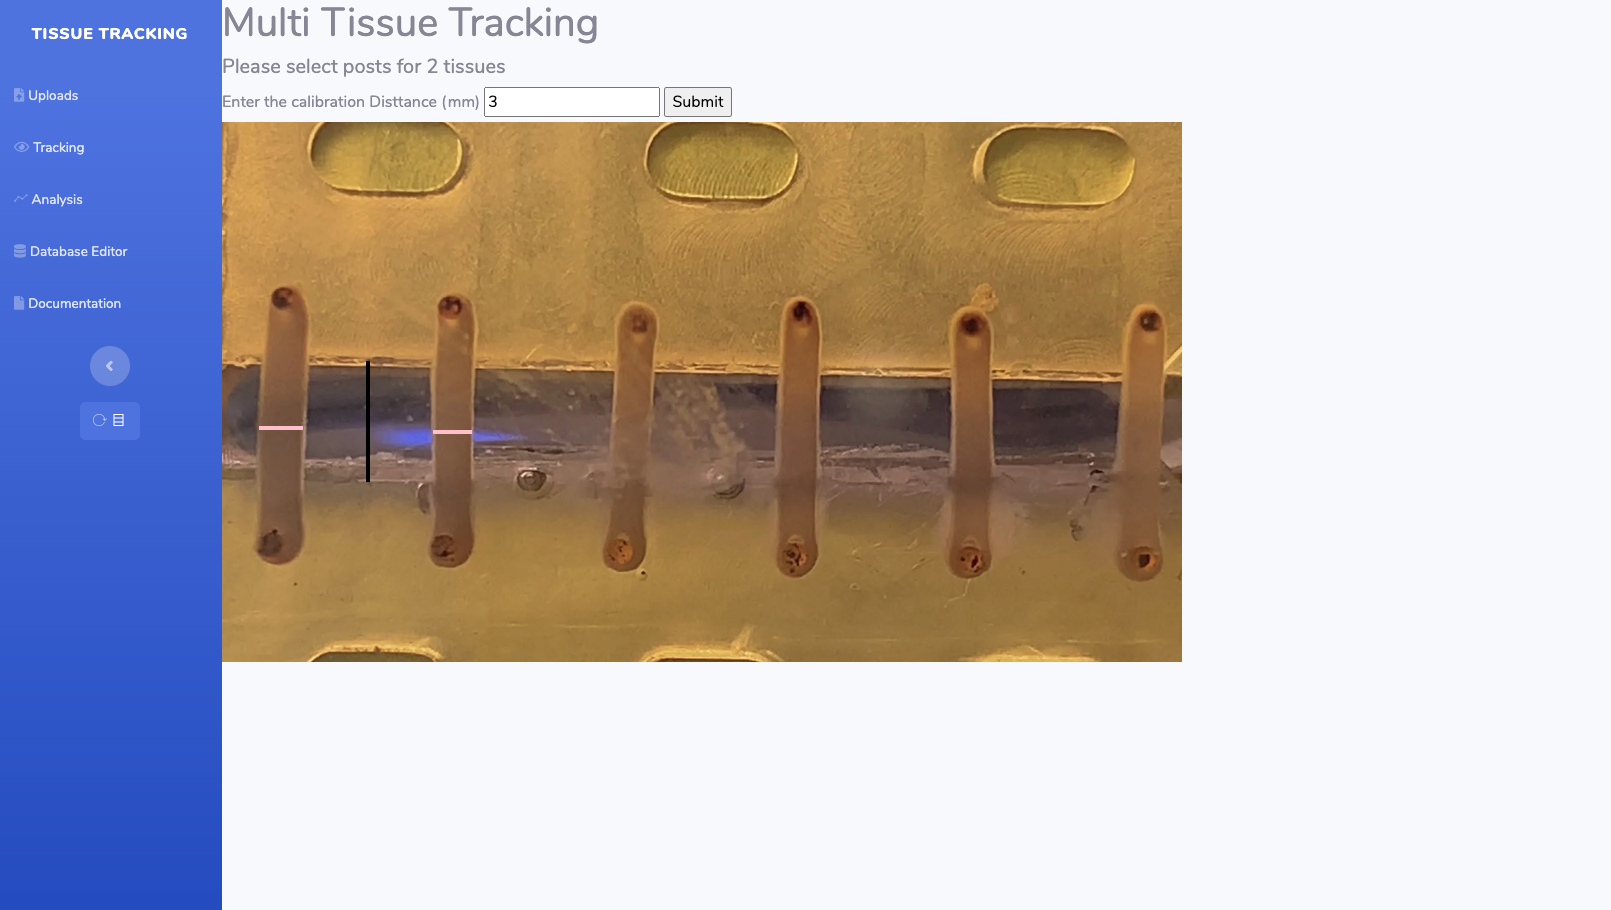 TISSUE TRACKING
Uploads
Tracking
Analysis
Database Editor
Documentation
Multi Tissue Tracking
Please select posts for 2 tissues
Enter the calibration Disttance (mm) 3 Submit